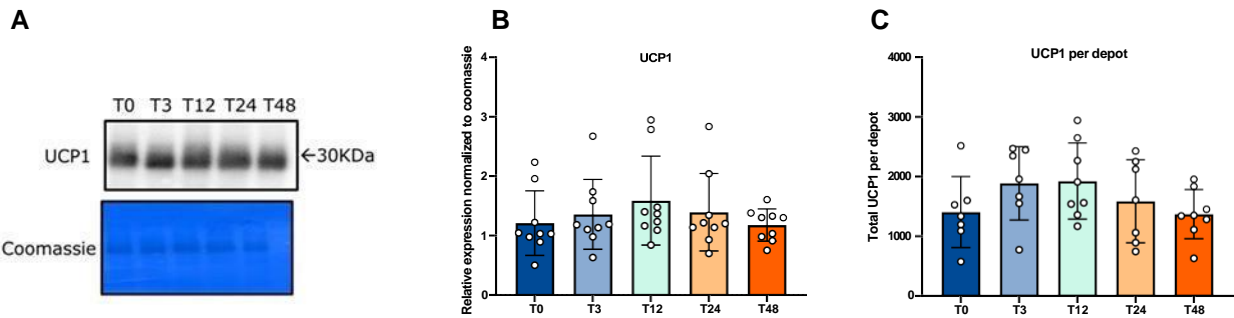 A
T0 T3 T12 T24 T48
UCP1
←30KDa
Coomassie
B
UCP1
Relative expression normalized to coomassie
4
3
2
1
0
T0 T3 T12 T24 T48
C
UCP1 per depot
Total UCP1 per depot
4000
3000
2000
1000
0
T0 T3 T12 T24 T48